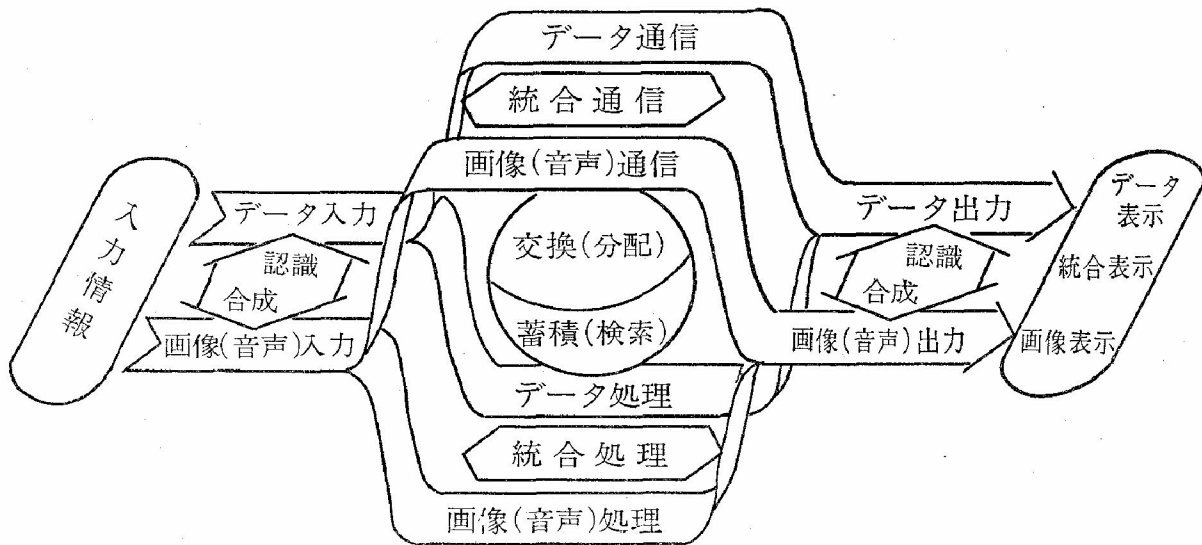 データ通信
統合通信
画像(音声)通信
入力情報
データ入力
認識
合成
画像(音声)入力
交換(分配)
蓄積(検索)
データ処理
統合処理
画像(音声)処理
データ出力
認識
合成
画像(音声)出力
データ
表示
統合表示
画像表示